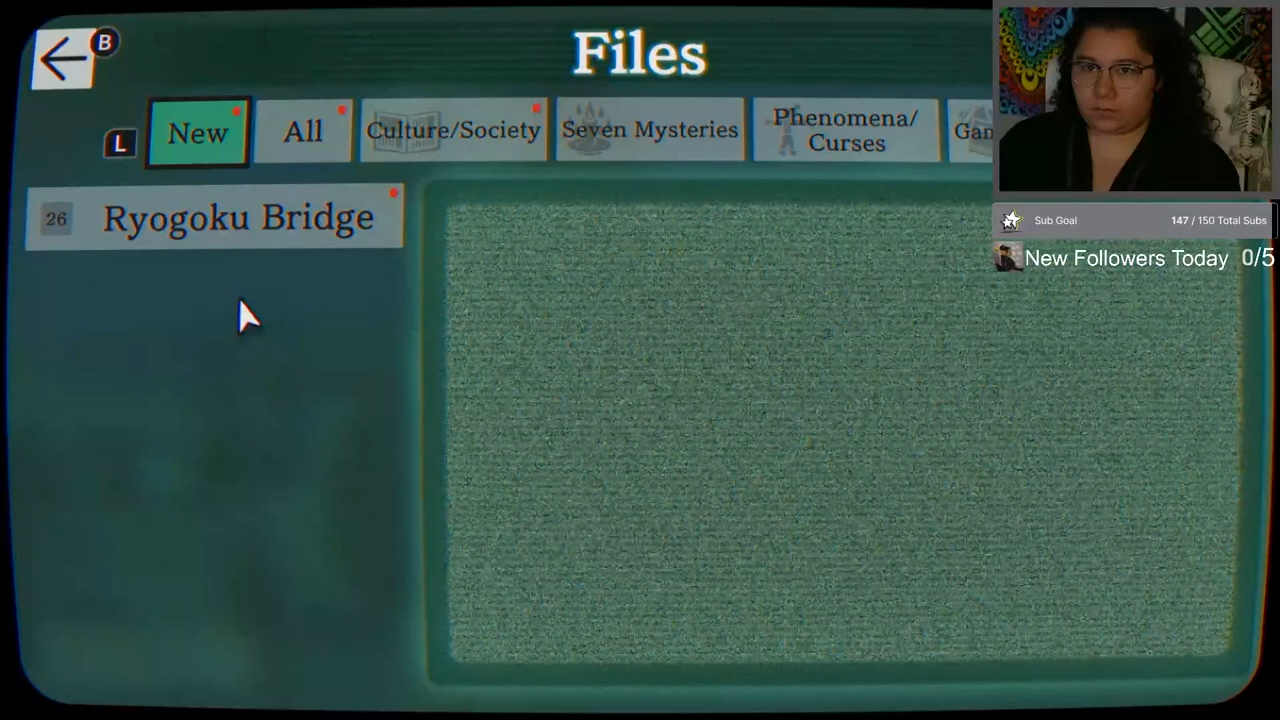 B
Files
L
New
All
Culture/Society
Seven Mysteries
Phenomena/
Curses
26
Ryogoku Bridge
Sub Goal
147 / 150 Total Subs
New Followers Today 0/5